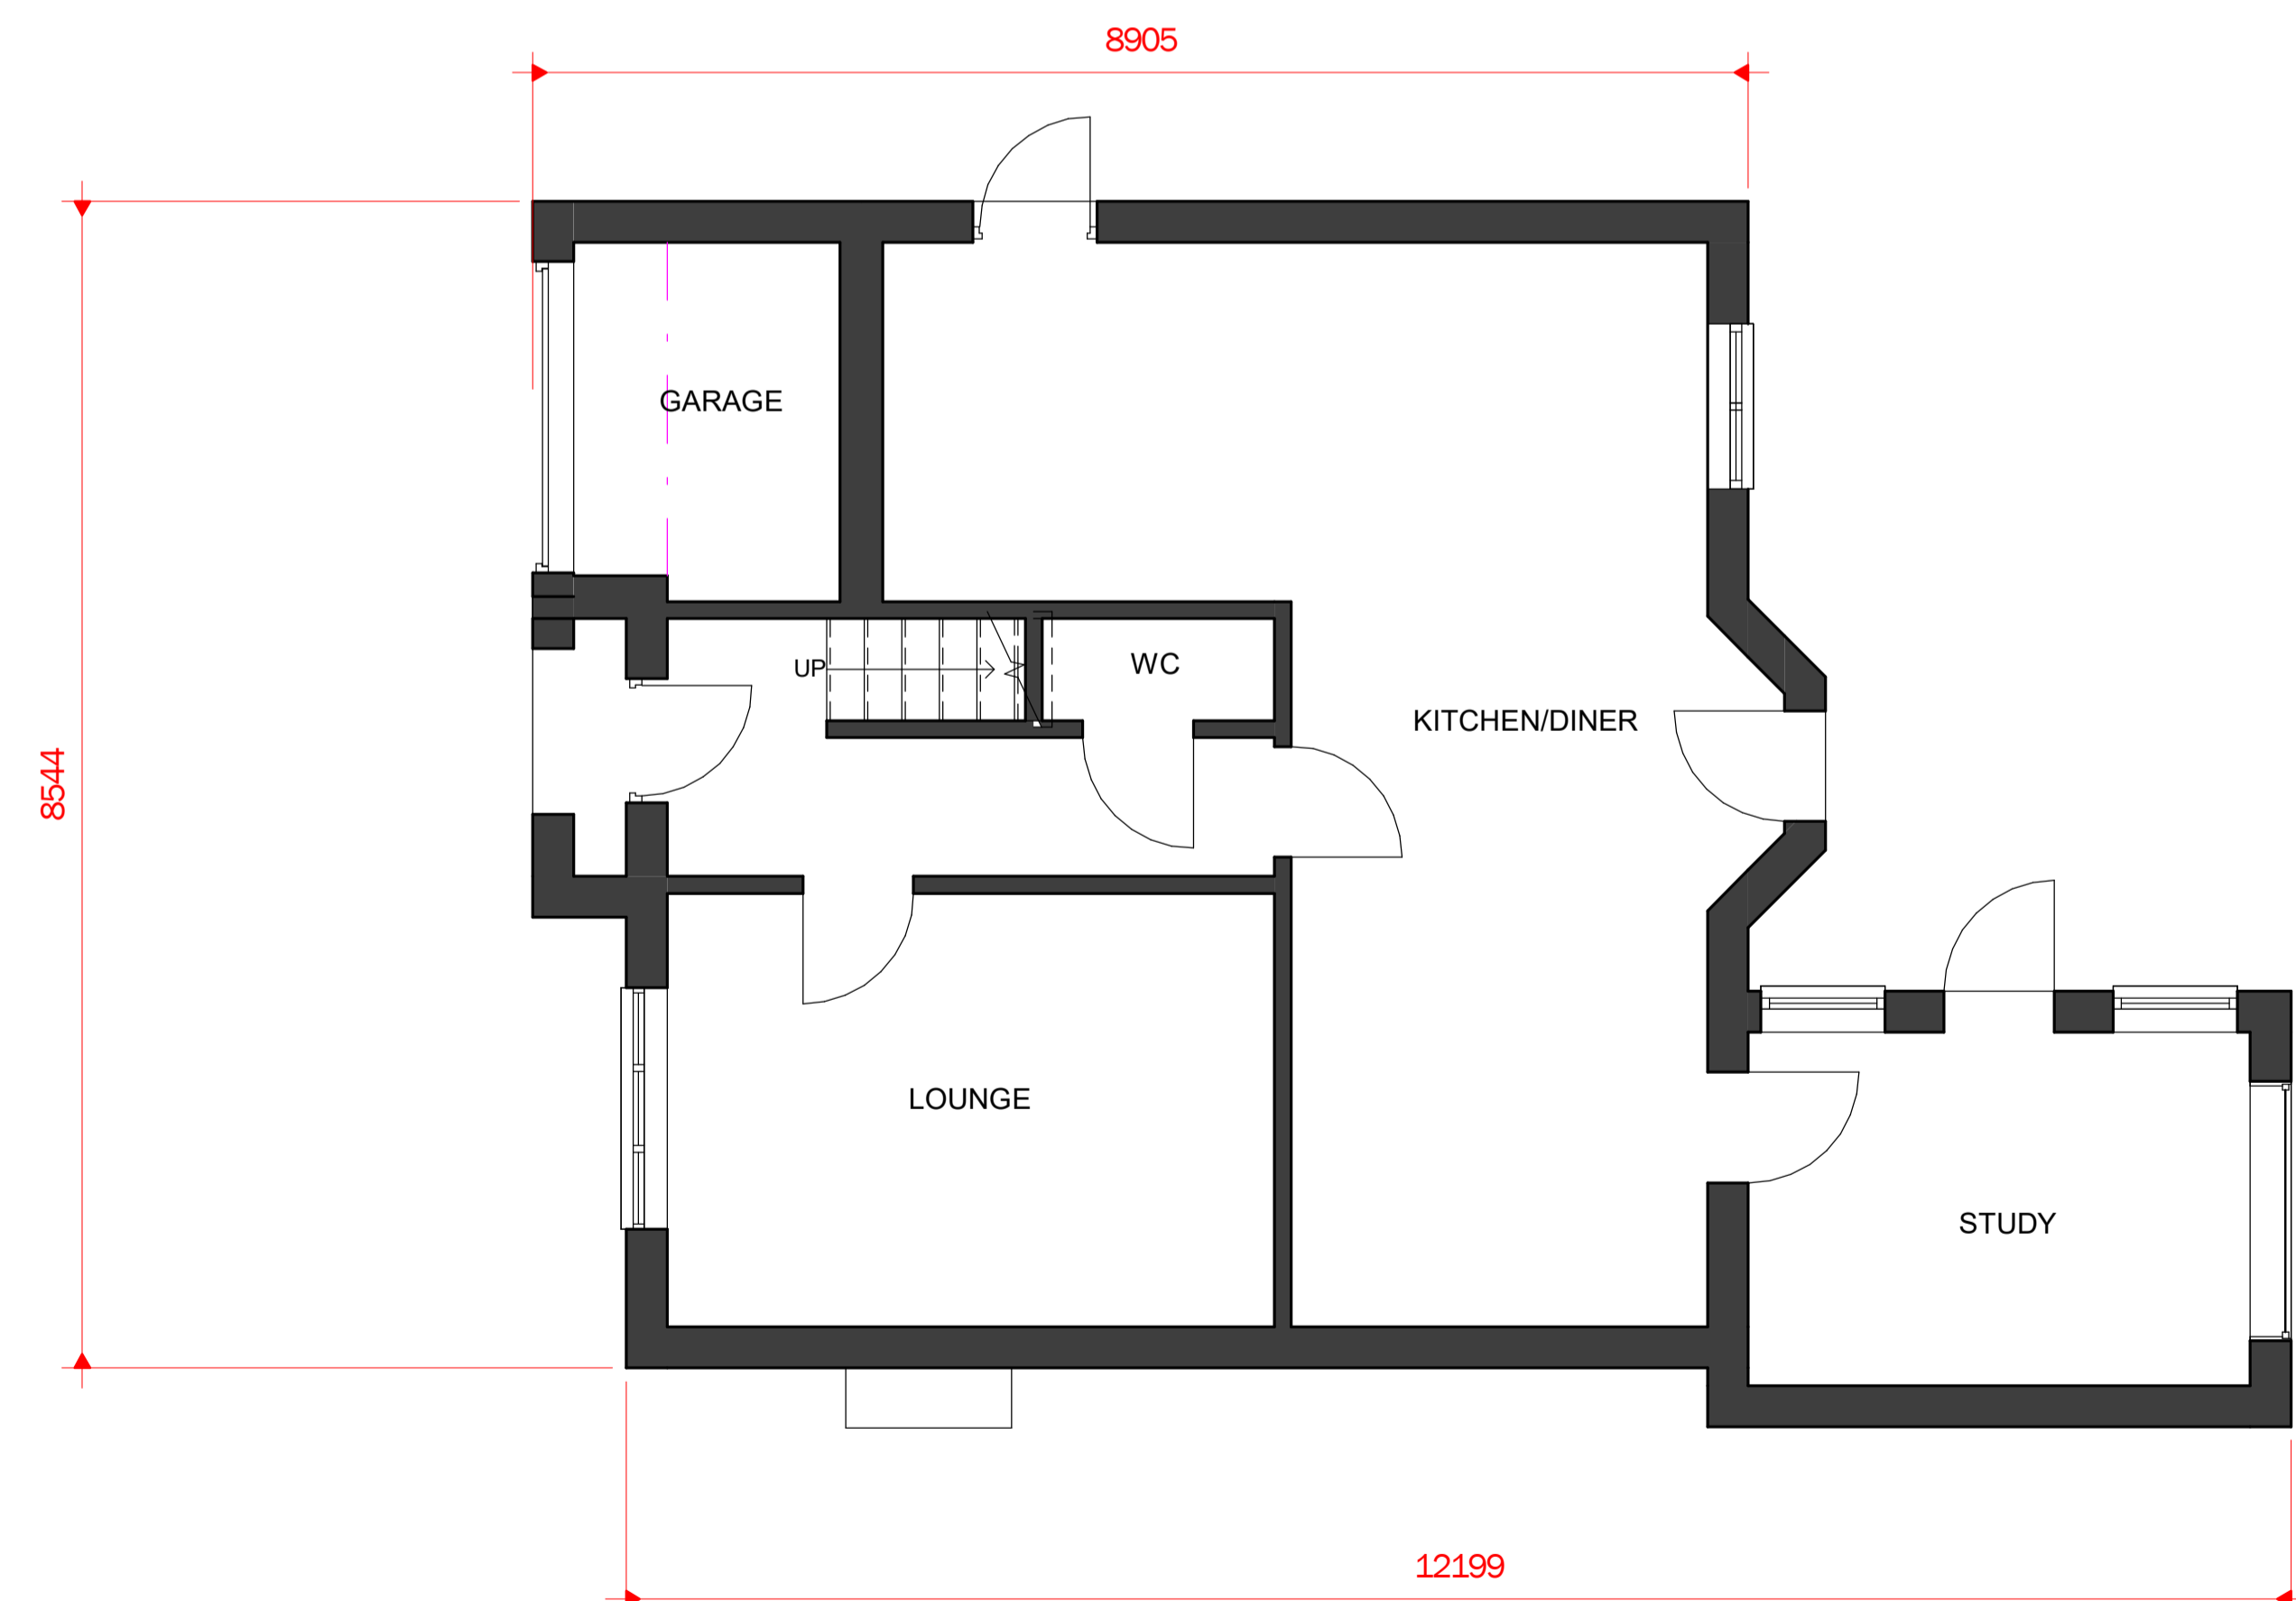 8905
GARAGE
UP
WC
KITCHEN/DINER
8544
LOUNGE
STUDY
12199